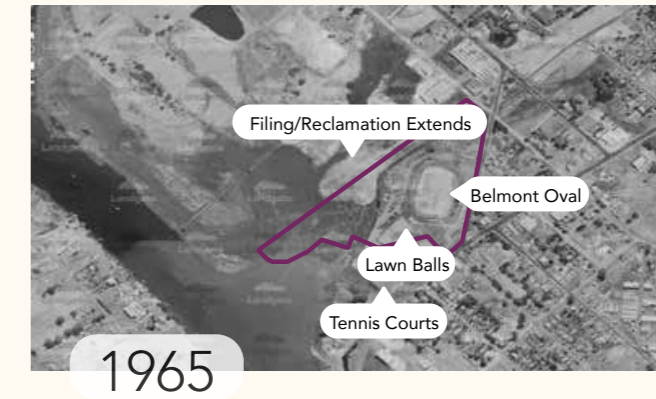 Filing/Reclamation Extends
Belmont Oval
Lawn Balls
Tennis Courts
1965